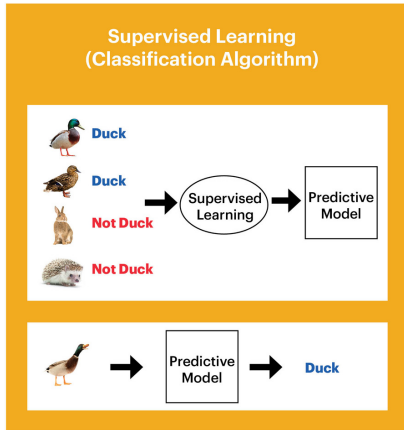 Supervised Learning
(Classification Algorithm)
Duck
Duck
Not Duck
Not Duck
Supervised
Learning
Predictive
Model
Predictive
Model
Duck